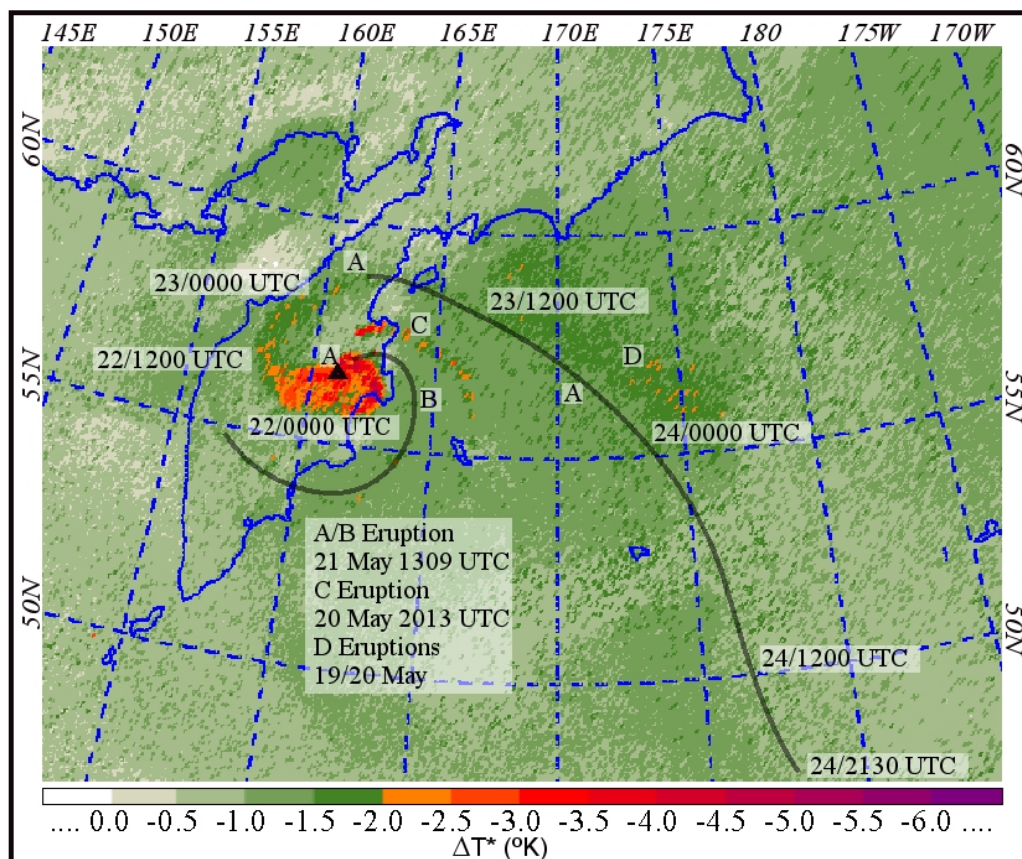 145E 150E 155E 160E 165E 170E 175E 180 175W 170W
60N
60N
A
23/0000 UTC
23/1200 UTC
C
22/1200 UTC
A
D
55N
55N
B
A
22/0000 UTC
24/0000 UTC
A/B Eruption
21 May 1309 UTC
C Eruption
20 May 2013 UTC
D Eruptions
19/20 May
50N
50N
24/1200 UTC
24/2130 UTC
.... 0.0 -0.5 -1.0 -1.5 -2.0 -2.5 -3.0 -3.5 -4.0 -4.5 -5.0 -5.5 -6.0 ....
ΔT* (ºK)